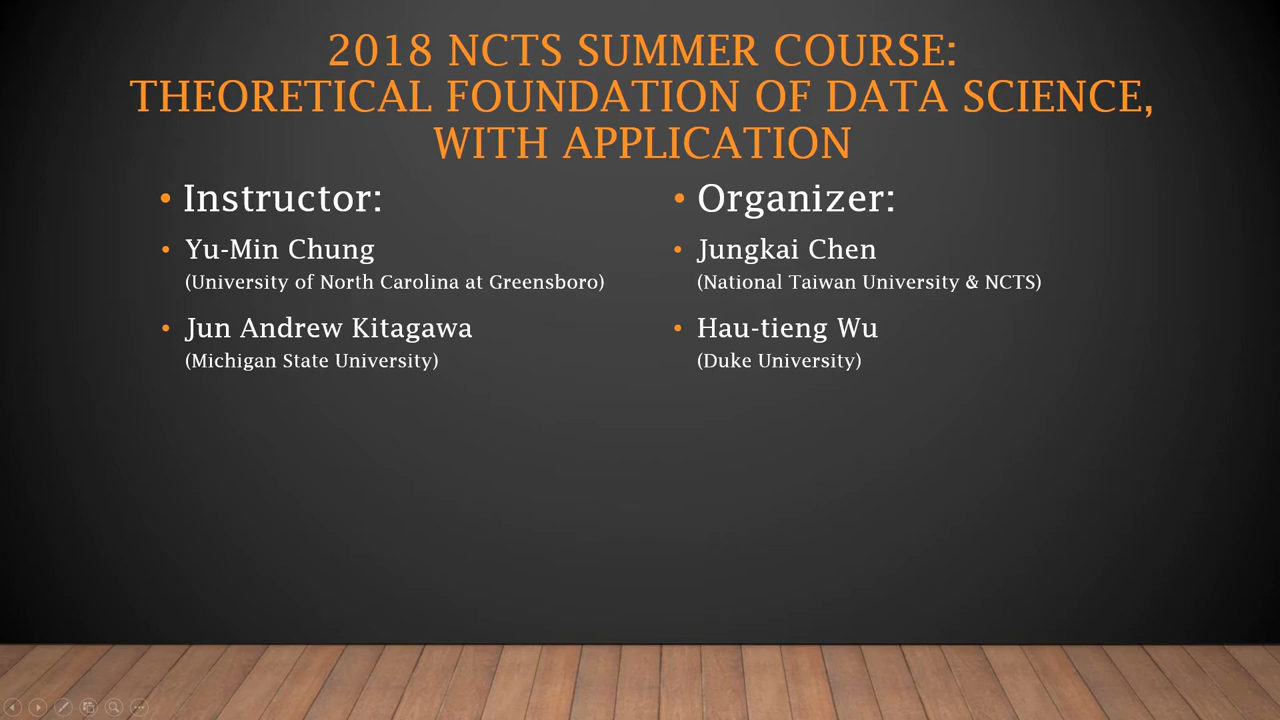 2018 NCTS SUMMER COURSE:
THEORETICAL FOUNDATION OF DATA SCIENCE,
WITH APPLICATION
• Instructor:
• Yu-Min Chung
(University of North Carolina at Greensboro)
• Jun Andrew Kitagawa
(Michigan State University)
• Organizer:
• Jungkai Chen
(National Taiwan University & NCTS)
• Hau-tieng Wu
(Duke University)